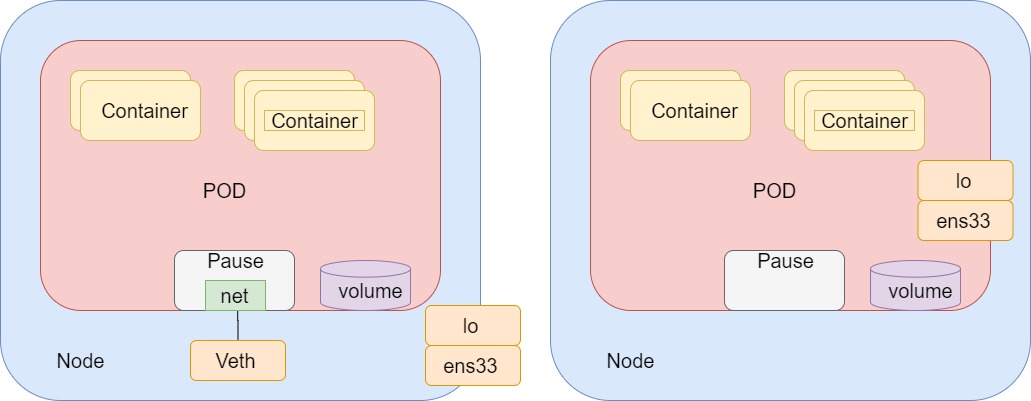 Container
Container
POD
Pause
net
volume
lo
ens33
Node
Veth
Container
Container
POD
lo
ens33
Pause
volume
Node